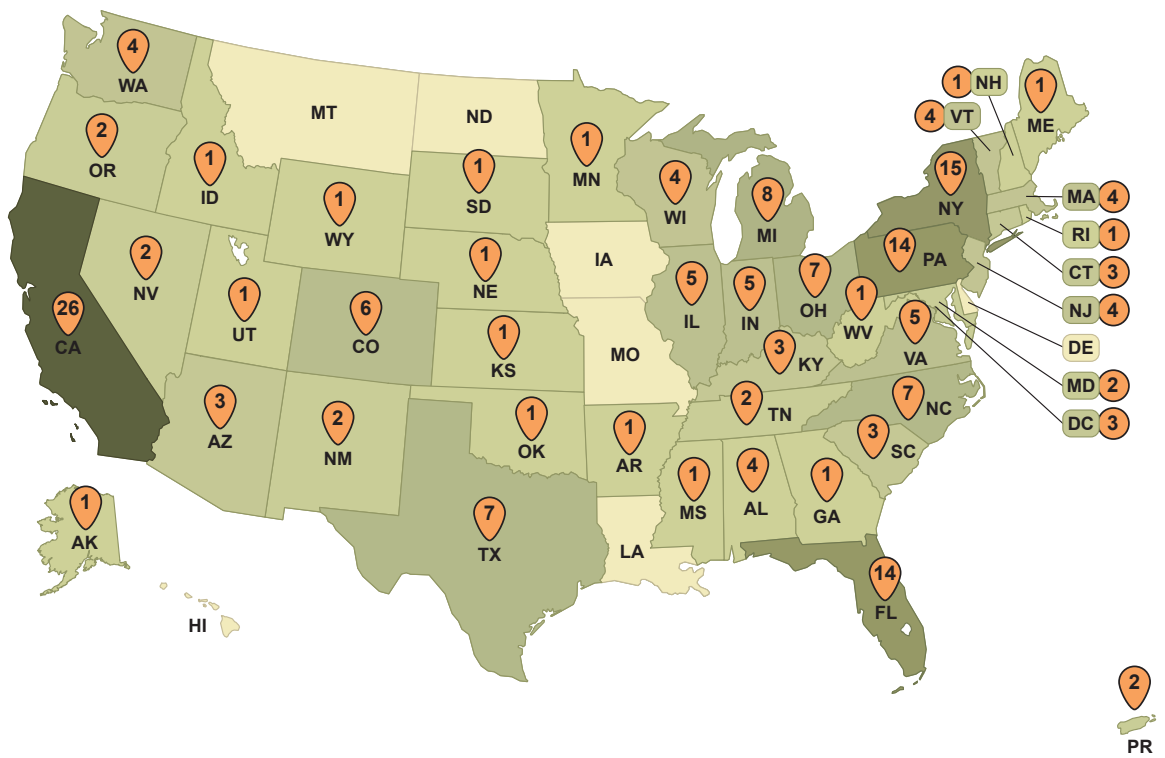 4
WA
2
OR
1
ID
MT
ND
1
MN
1
SD
1
WY
4
WI
8
MI
1
NH
4
VT
1
ME
15
NY
14
PA
MA
4
RI
1
CT
3
NJ
4
DE
MD
2
DC
3
26
CA
2
NV
1
UT
6
CO
1
NE
IA
5
IL
5
IN
7
OH
1
WV
5
VA
1
KS
MO
3
KY
3
AZ
2
NM
1
OK
1
AR
2
TN
7
NC
3
SC
1
MS
4
AL
1
GA
7
TX
LA
14
FL
1
AK
HI
2
PR